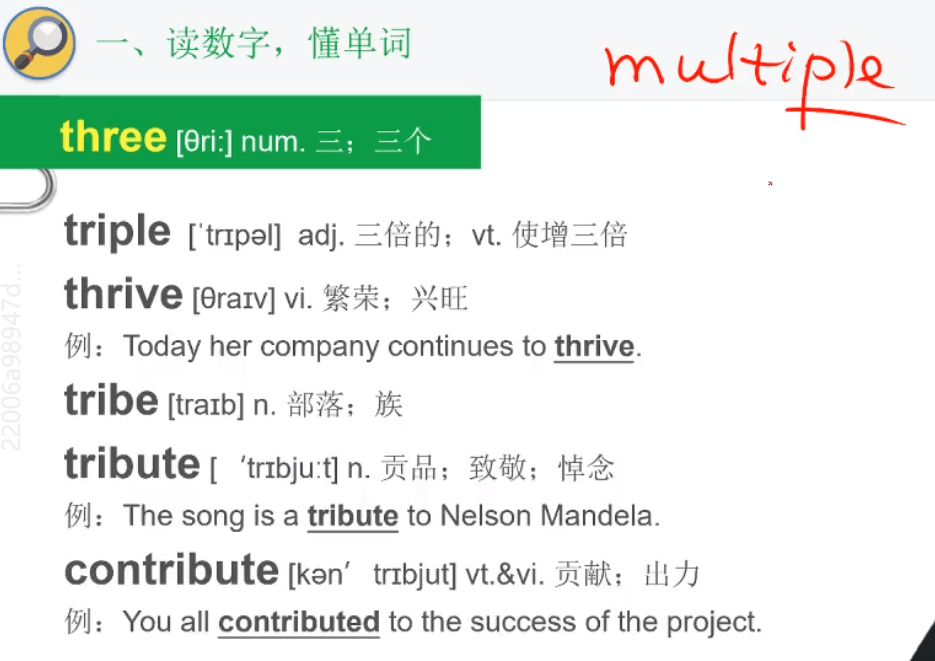 一、读数字，懂单词
multiple
three [θri:] num. 三；三个
triple [ˈtrɪpəl] adj. 三倍的；vt. 使增三倍
thrive [θraɪv] vi. 繁荣；兴旺
例：Today her company continues to thrive.
tribe [traɪb] n. 部落；族
tribute [ ‘trɪbjuːt] n. 贡品；致敬；悼念
例：The song is a tribute to Nelson Mandela.
contribute [kən′ trɪbjut] vt.&vi. 贡献；出力
例：You all contributed to the success of the project.
22006a98947d...